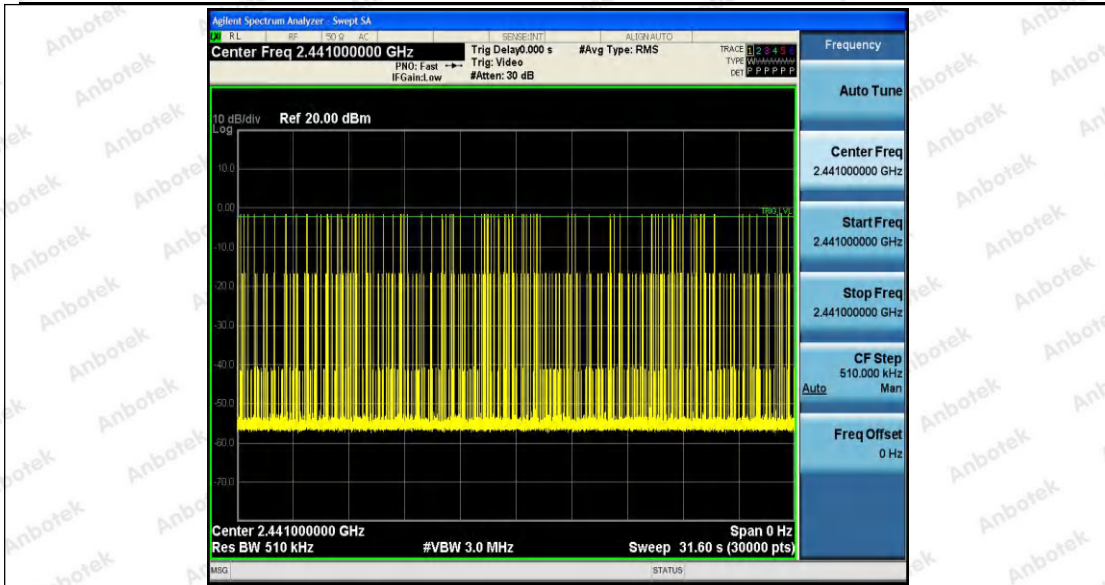 Agilent Spectrum Analyzer - Swept SA
LXI RL RF 50 Ω AC SENSE:INT ALIGNAUTO
Center Freq 2.441000000 GHz
PNO: Fast
IFGain:Low
Trig Delay0.000 s
Trig: Video
#Atten: 30 dB
#Avg Type: RMS
TRACE 1 2 3 4 5 6
TYPE
DET P P P P P P
10 dB/div Ref 20.00 dBm
Log
10.0
0.00
TRIG LVL
-10.0
-20.0
-30.0
-40.0
-50.0
-60.0
-70.0
Center 2.441000000 GHz Span 0 Hz
Res BW 510 kHz #VBW 3.0 MHz Sweep 31.60 s (30000 pts)
MSG STATUS
Frequency
Auto Tune
Center Freq
2.441000000 GHz
Start Freq
2.441000000 GHz
Stop Freq
2.441000000 GHz
CF Step
510.000 kHz
Auto Man
Freq Offset
0 Hz
Anbotek